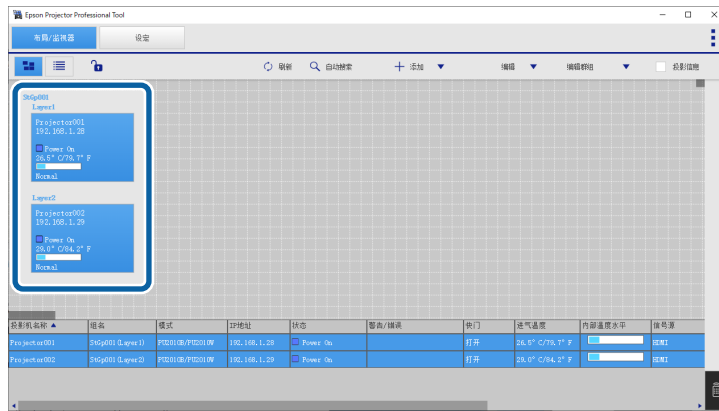 Epson Projector Professional Tool
布局/监视器 设定
刷新 自动搜索 添加 编辑 编辑群组 投影信息
StGp001
Layer1
Projector001
192.168.1.28
Power On
26.5° C/79.7° F
Normal
Layer2
Projector002
192.168.1.29
Power On
29.0° C/84.2° F
Normal
投影机名称 ▲ 组名 模式 IP地址 状态 警告/错误 快门 进气温度 内部温度水平 信号源
Projector001 StGp001(Layer1) PU2010B/PU2010W 192.168.1.28 Power On 打开 26.5° C/79.7° F HDMI
Projector002 StGp001(Layer2) PU2010B/PU2010W 192.168.1.29 Power On 打开 29.0° C/84.2° F HDMI